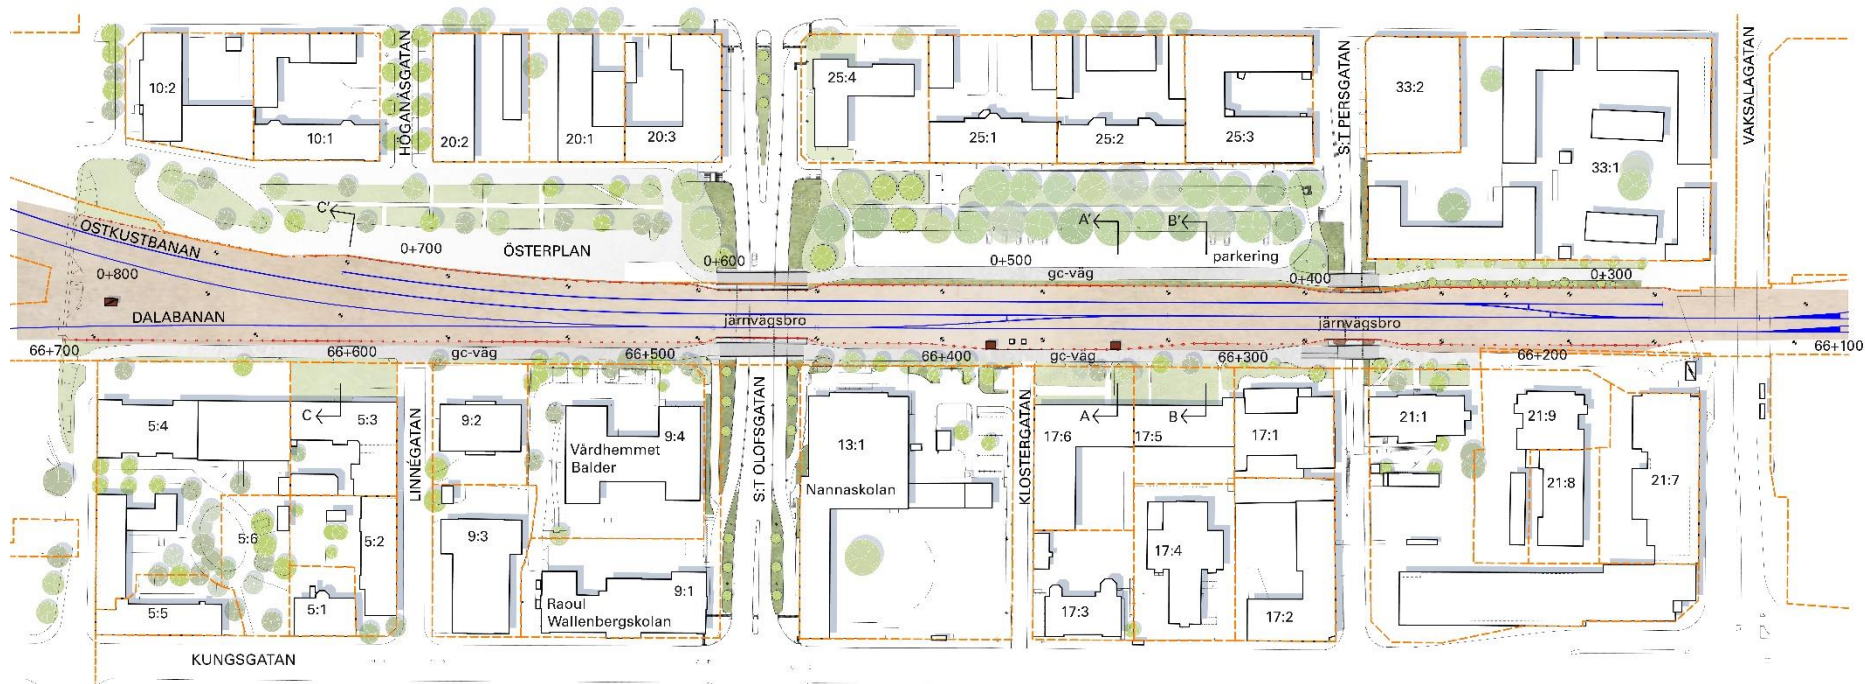 10:2
10:1
HÖGANÄSGATAN
20:2
20:1
20:3
25:4
25:1
25:2
25:3
S:T PERSGATAN
33:2
33:1
VAKSALAGATAN
C'
A'
B'
ÖSTKUSTBANAN
0+800
0+700
ÖSTERPLAN
0+600
0+500
gc-väg
parkering
0+400
0+300
DALABANAN
järnvägsbro
järnvägsbro
66+700
66+600
gc-väg
66+500
66+400
gc-väg
66+300
66+200
66+100
5:4
C
5:3
LINNÉGATAN
9:2
Vårdhemmet
Balder
9:4
S:T OLOFSGATAN
13:1
Nannaskolan
KLOSTERGATAN
17:6
A
17:5
B
17:1
21:1
21:9
21:8
21:7
5:6
5:2
9:3
17:4
5:5
5:1
Raoul
Wallenbergskolan
9:1
17:3
17:2
KUNGSGATAN